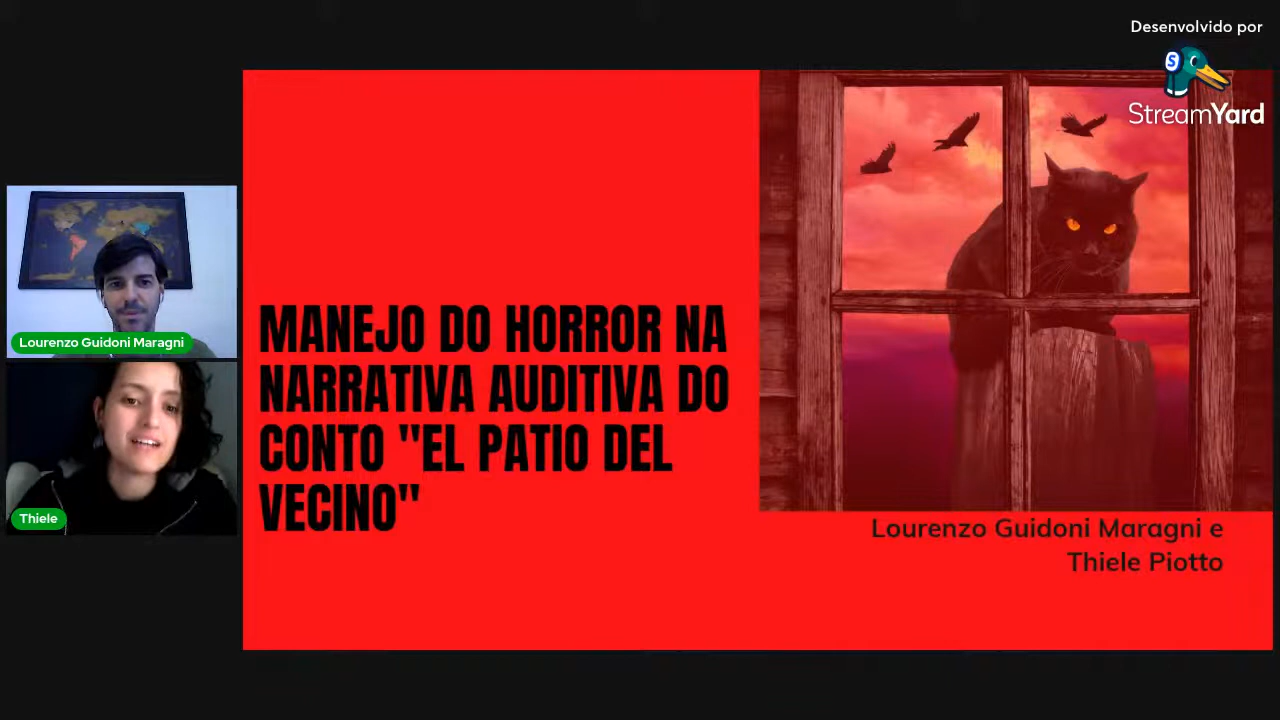 Desenvolvido por
S
StreamYard
Lourenzo Guidoni Maragni
Thiele
MANEJO DO HORROR NA
NARRATIVA AUDITIVA DO
CONTO "EL PATIO DEL
VECINO"
Lourenzo Guidoni Maragni e
Thiele Piotto